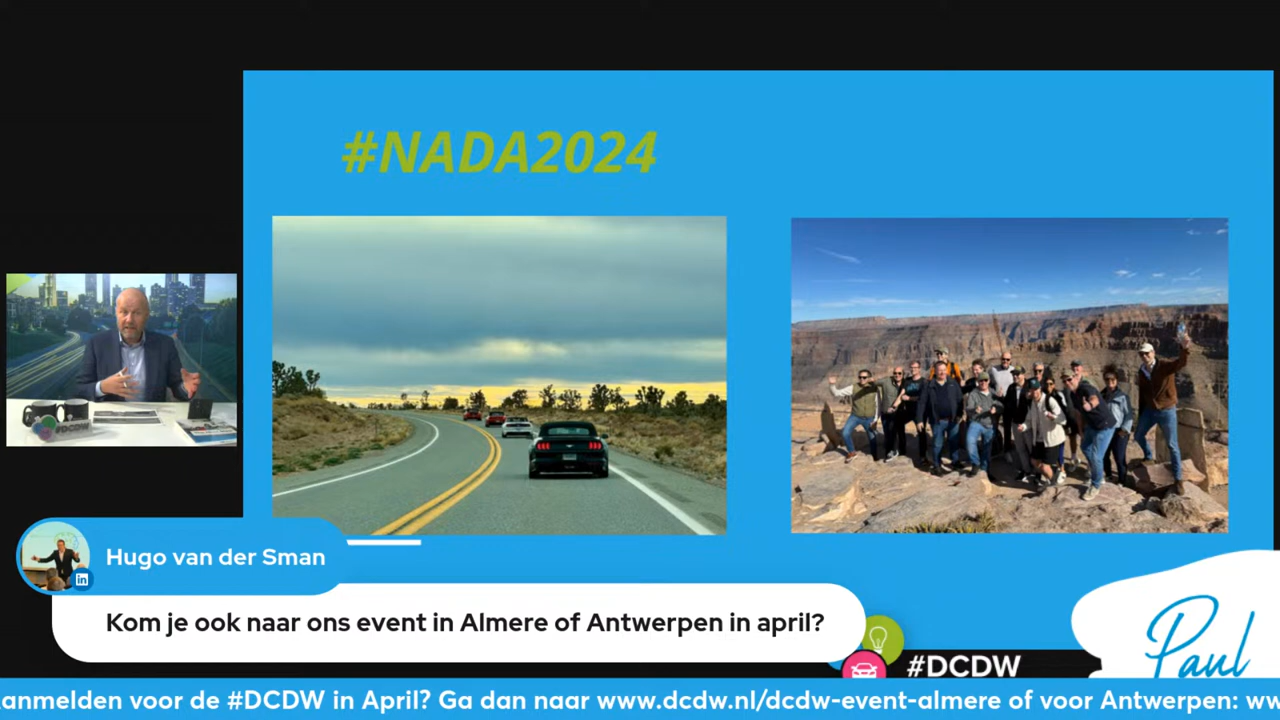 #NADA2024
#DCDW
Hugo van der Sman
in
Kom je ook naar ons event in Almere of Antwerpen in april?
#DCDW
Paul
anmelden voor de #DCDW in April? Ga dan naar www.dcdw.nl/dcdw-event-almere of voor Antwerpen: ww